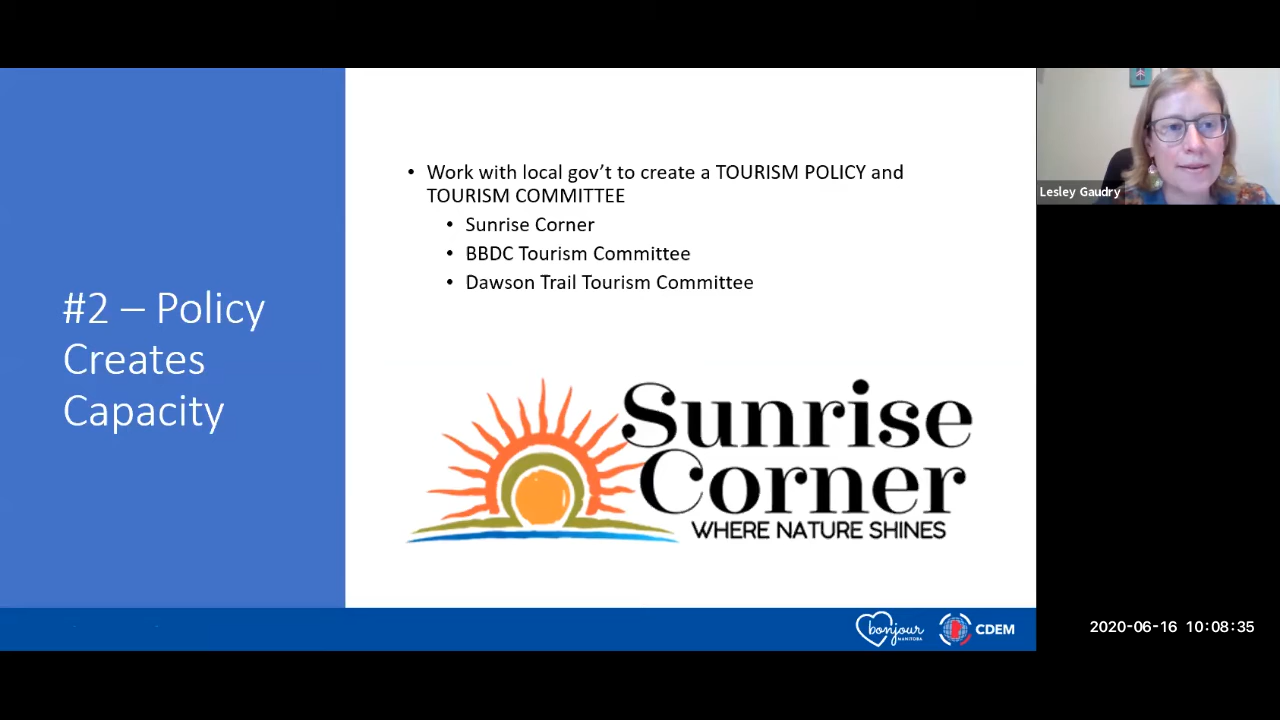 #2 – Policy
Creates
Capacity
• Work with local gov't to create a TOURISM POLICY and
TOURISM COMMITTEE
• Sunrise Corner
• BBDC Tourism Committee
• Dawson Trail Tourism Committee
Sunrise
Corner
WHERE NATURE SHINES
bonjour
MANITOBA
CDEM
Lesley Gaudry
2020-06-16 10:08:35